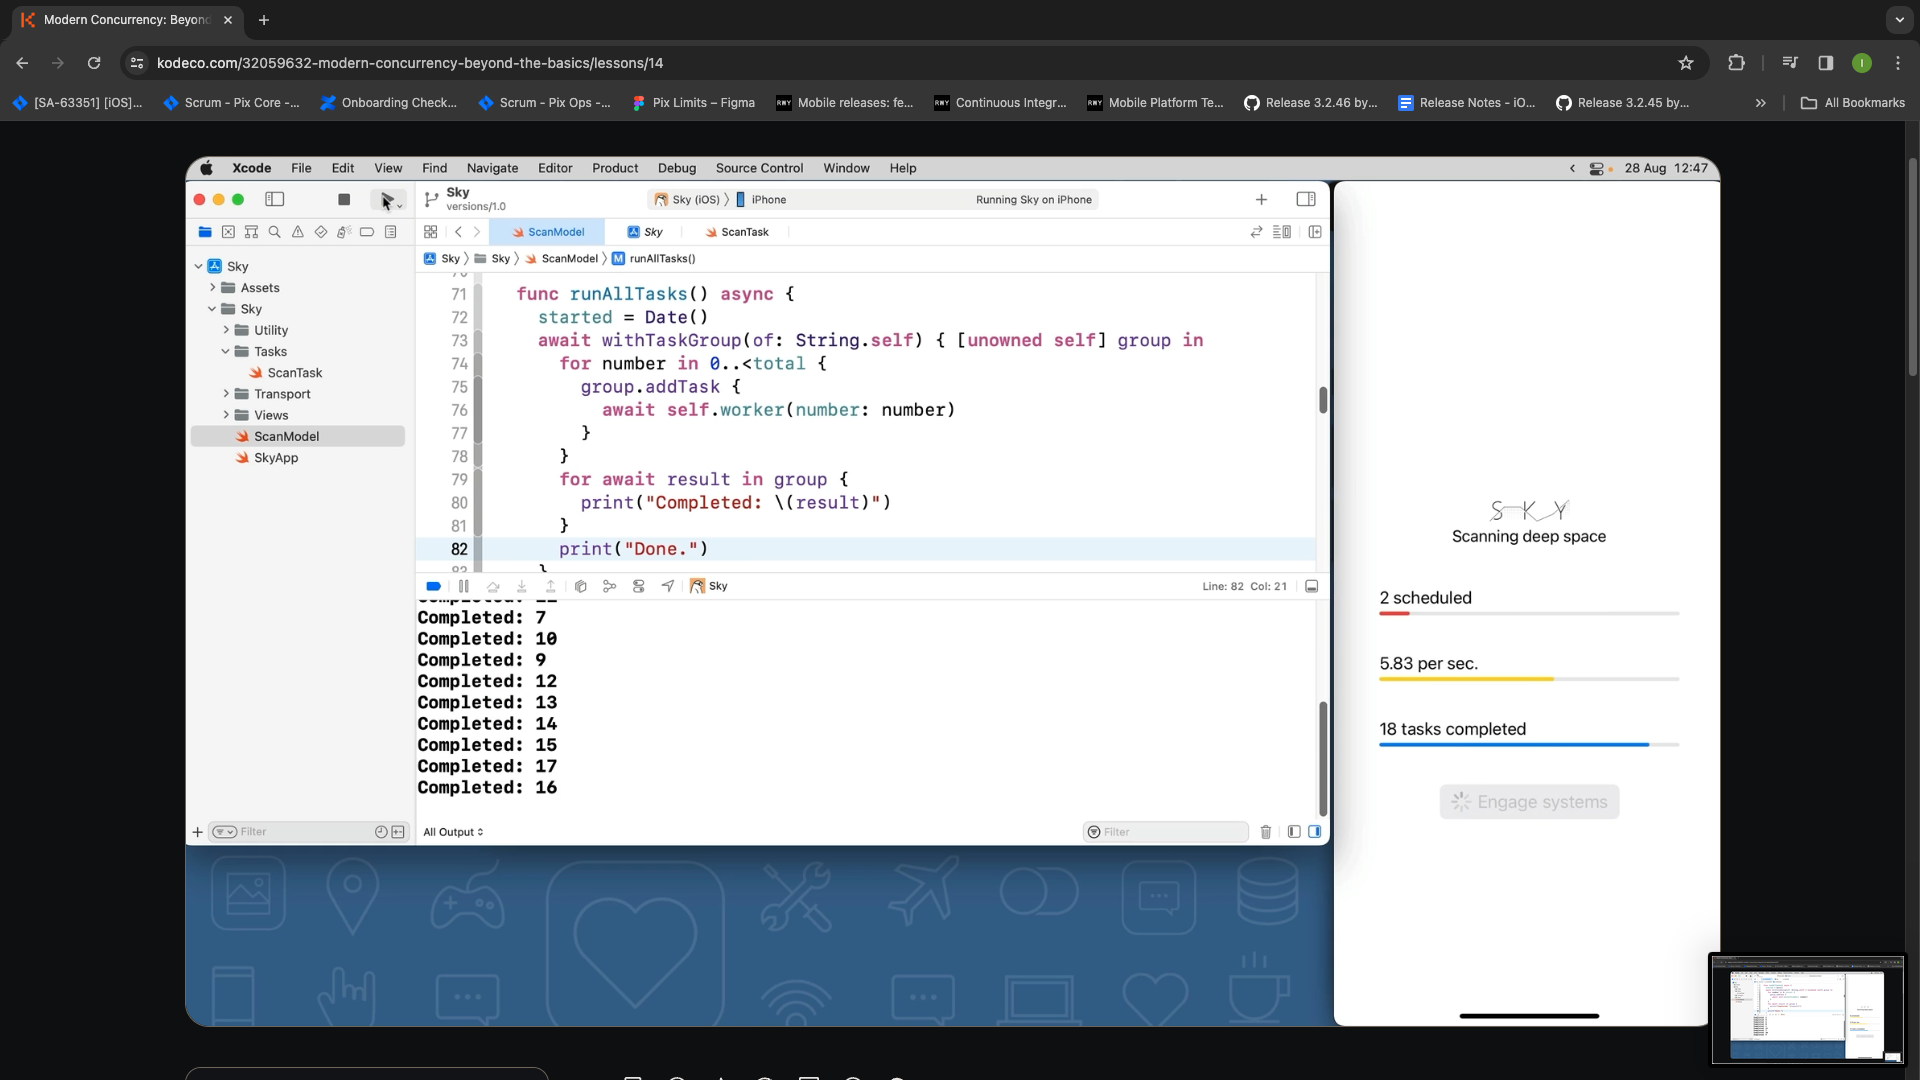 Modern Concurrency: Beyond
kodeco.com/32059632-modern-concurrency-beyond-the-basics/lessons/14
[SA-63351] [iOS]...
Scrum - Pix Core -...
Onboarding Check...
Scrum - Pix Ops -...
Pix Limits – Figma
Mobile releases: fe...
Continuous Integr...
Mobile Platform Te...
Release 3.2.46 by...
Release Notes - iO...
Release 3.2.45 by...
All Bookmarks
Xcode File Edit View Find Navigate Editor Product Debug Source Control Window Help
28 Aug 12:47
Sky
versions/1.0
Sky (iOS) iPhone
Running Sky on iPhone
ScanModel
Sky
ScanTask
Sky Sky ScanModel M runAllTasks()
Sky
Assets
Sky
Utility
Tasks
ScanTask
Transport
Views
ScanModel
SkyApp
71 func runAllTasks() async {
72 started = Date()
73 await withTaskGroup(of: String.self) { [unowned self] group in
74 for number in 0..<total {
75 group.addTask {
76 await self.worker(number: number)
77 }
78 }
79 for await result in group {
80 print("Completed: \(result)")
81 }
82 print("Done.")
83 }
Sky
Line: 82 Col: 21
Completed: 7
Completed: 10
Completed: 9
Completed: 12
Completed: 13
Completed: 14
Completed: 15
Completed: 17
Completed: 16
Filter
All Output
Filter
SKY
Scanning deep space
2 scheduled
5.83 per sec.
18 tasks completed
Engage systems